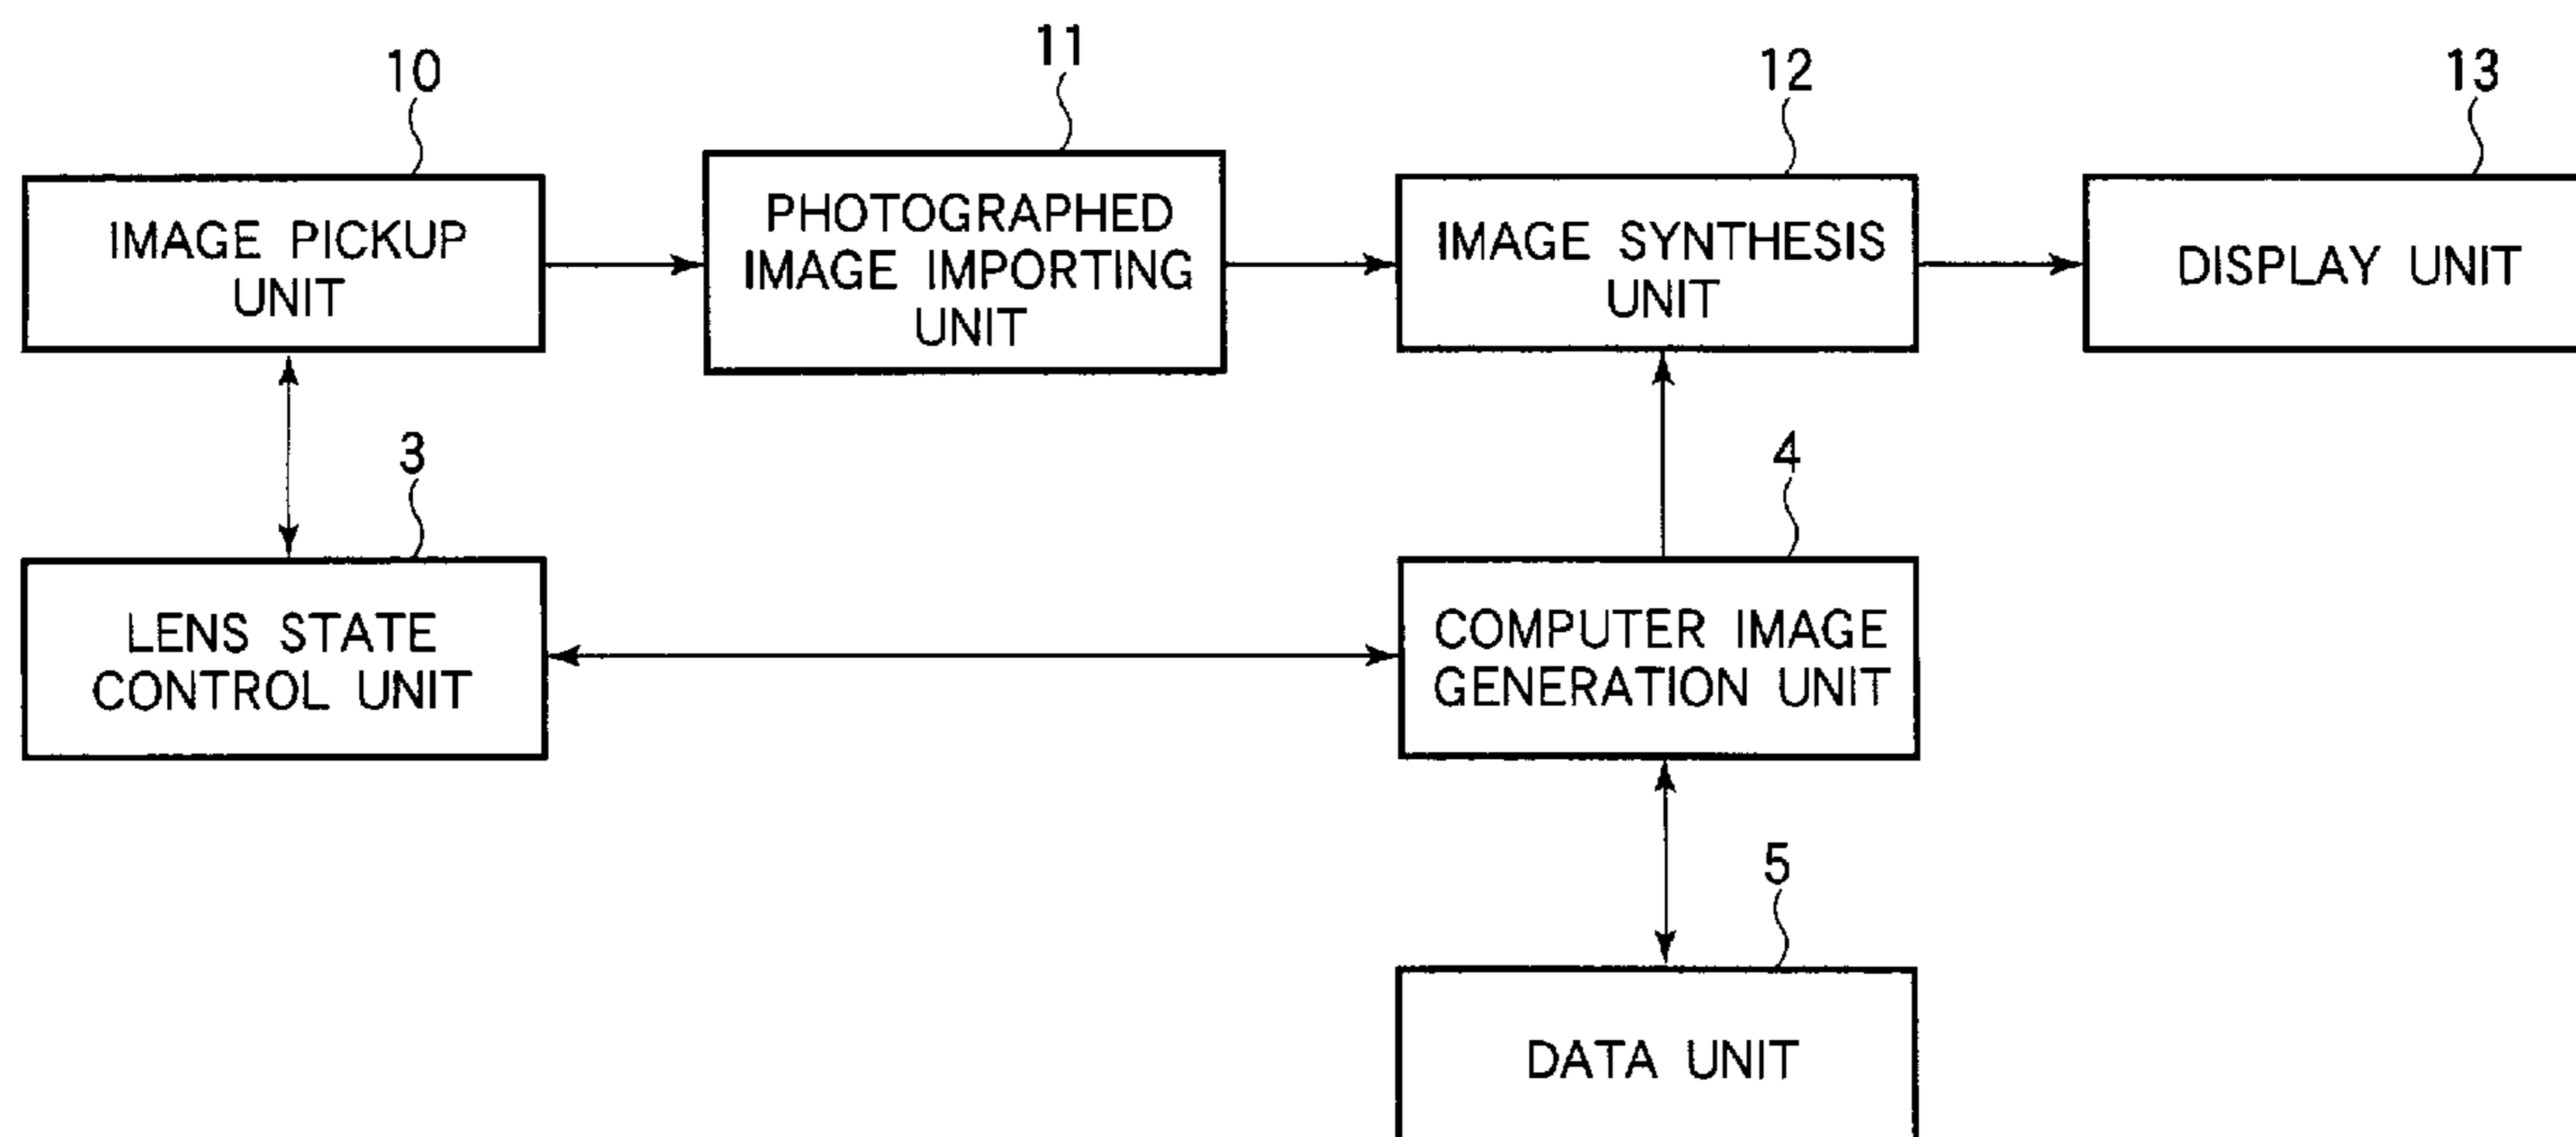 10
11
12
13
IMAGE PICKUP
UNIT
PHOTOGRAPHED
IMAGE IMPORTING
UNIT
IMAGE SYNTHESIS
UNIT
DISPLAY UNIT
3
4
LENS STATE
CONTROL UNIT
COMPUTER IMAGE
GENERATION UNIT
5
DATA UNIT